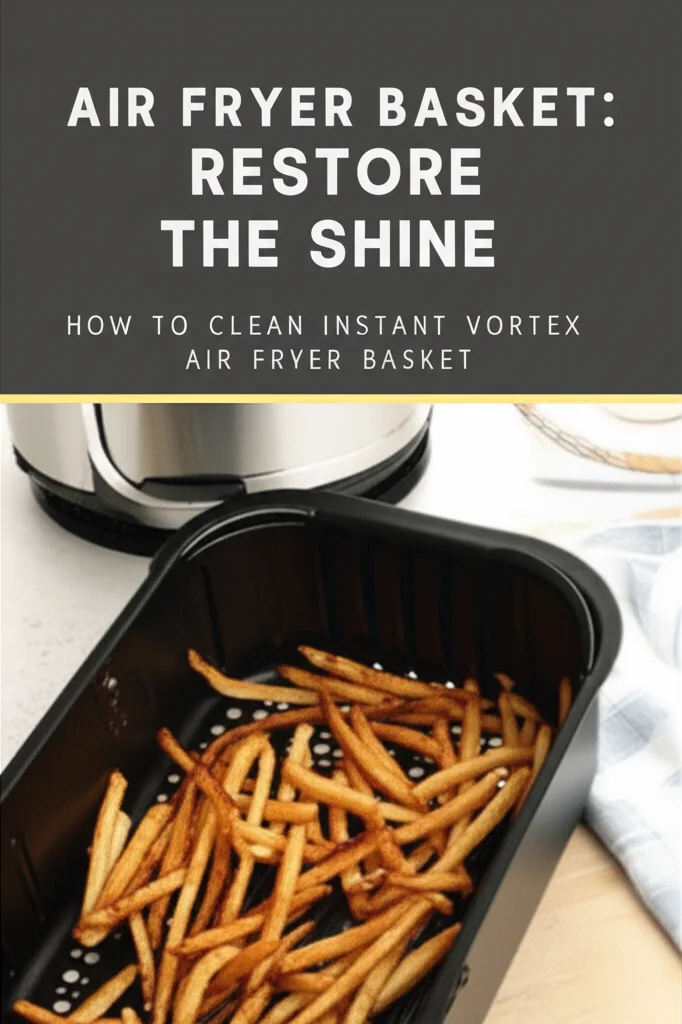 AIR FRYER BASKET:
RESTORE
THE SHINE
HOW TO CLEAN INSTANT VORTEX
AIR FRYER BASKET